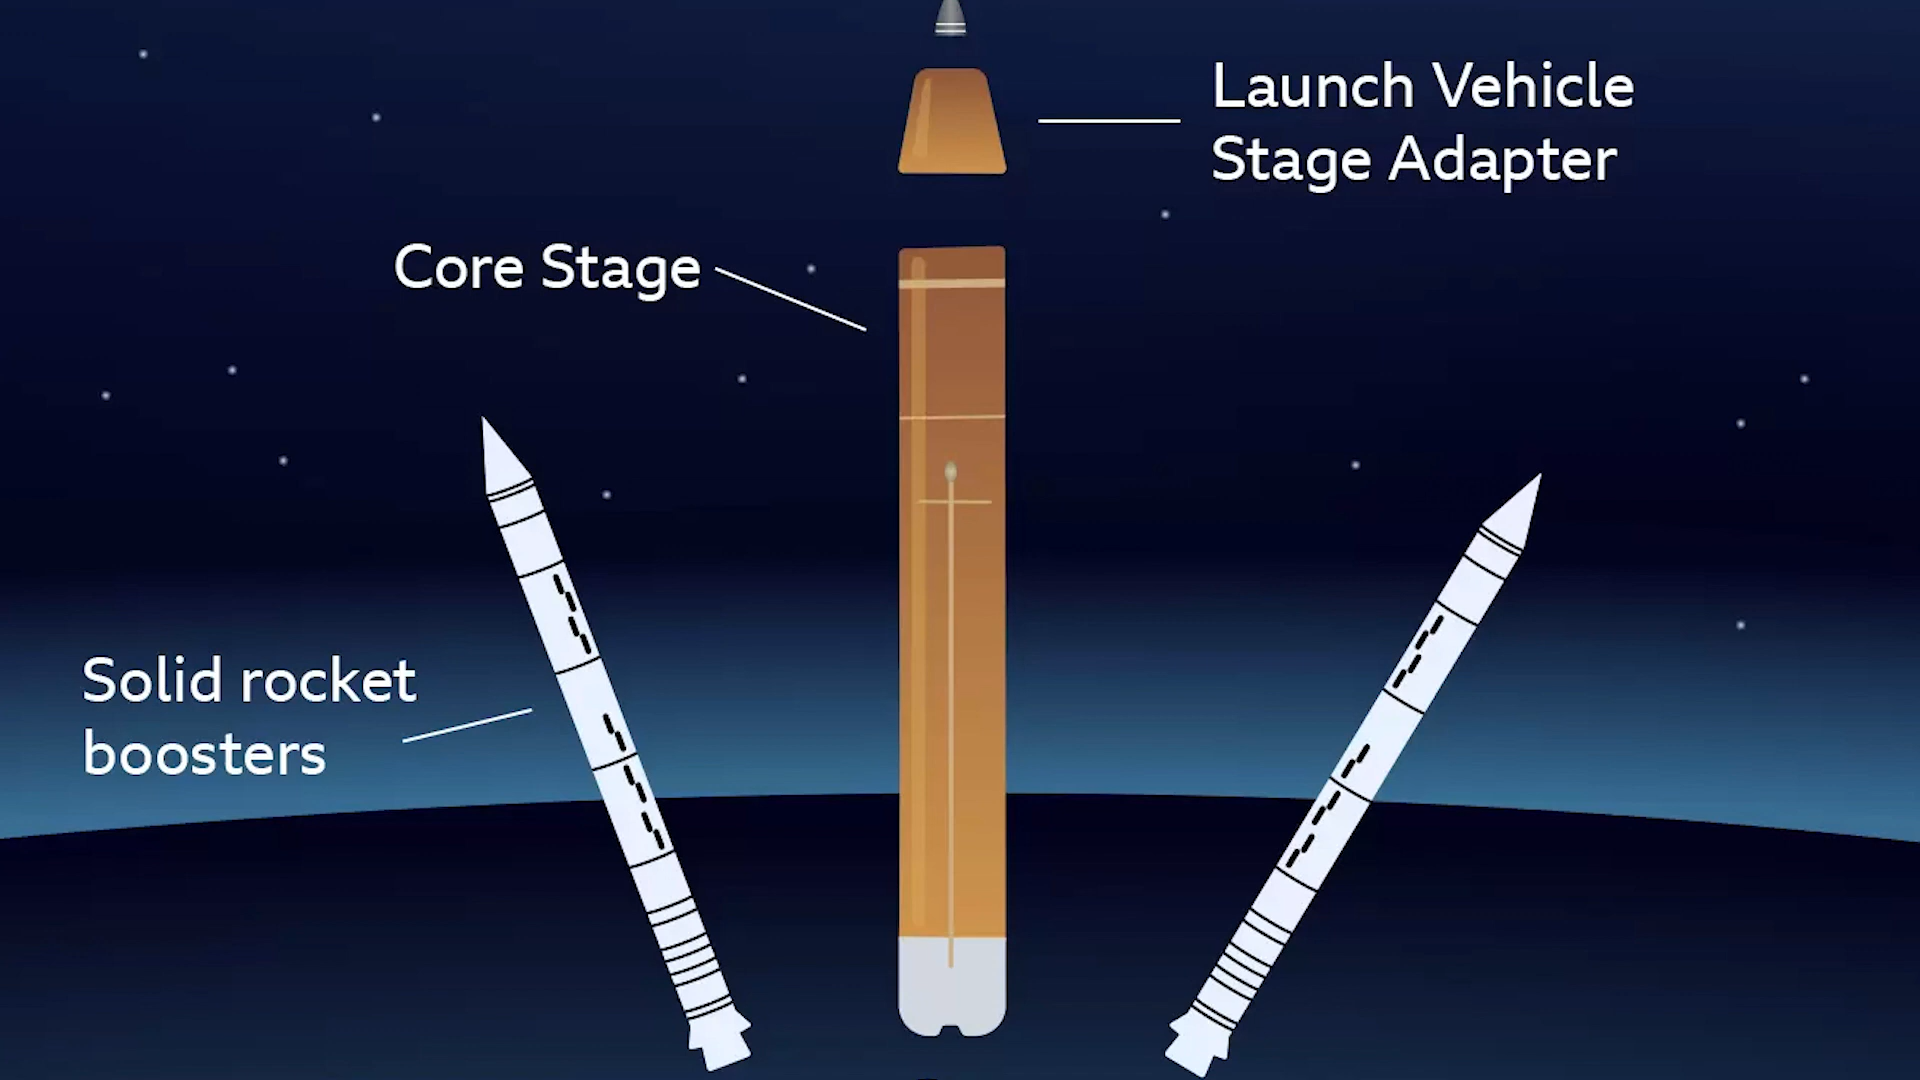 Launch Vehicle
Stage Adapter
Core Stage
Solid rocket
boosters